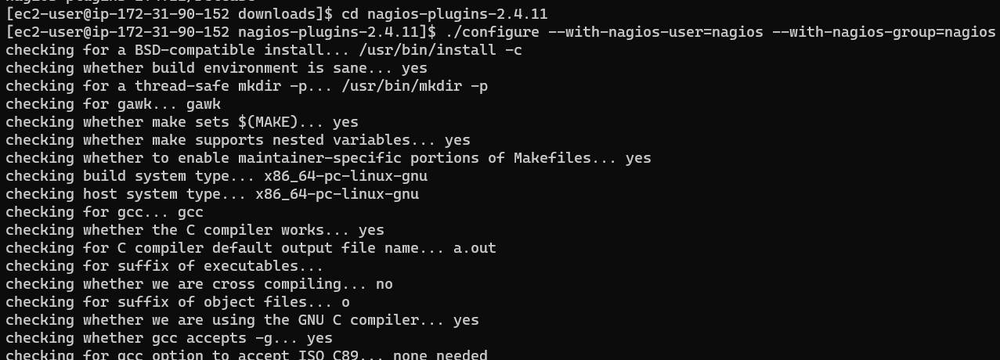 [ec2-user@ip-172-31-90-152 downloads]$ cd nagios-plugins-2.4.11
[ec2-user@ip-172-31-90-152 nagios-plugins-2.4.11]$ ./configure --with-nagios-user=nagios --with-nagios-group=nagios
checking for a BSD-compatible install... /usr/bin/install -c
checking whether build environment is sane... yes
checking for a thread-safe mkdir -p... /usr/bin/mkdir -p
checking for gawk... gawk
checking whether make sets $(MAKE)... yes
checking whether make supports nested variables... yes
checking whether to enable maintainer-specific portions of Makefiles... yes
checking build system type... x86_64-pc-linux-gnu
checking host system type... x86_64-pc-linux-gnu
checking for gcc... gcc
checking whether the C compiler works... yes
checking for C compiler default output file name... a.out
checking for suffix of executables...
checking whether we are cross compiling... no
checking for suffix of object files... o
checking whether we are using the GNU C compiler... yes
checking whether gcc accepts -g... yes
checking for gcc option to accept ISO C89... none needed